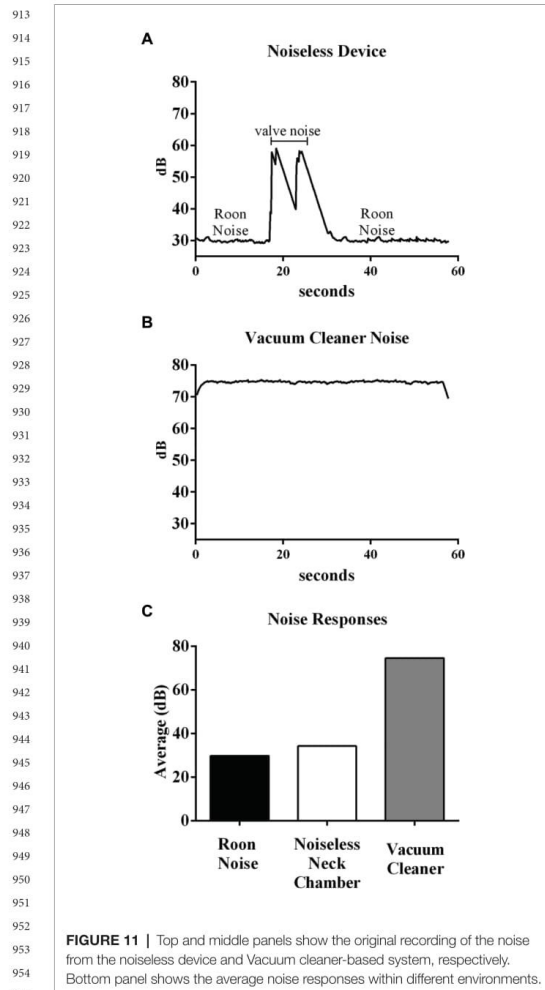 913
914
915
916
917
918
919
920
921
922
923
924
925
926
927
928
929
930
931
932
933
934
935
936
937
938
939
940
941
942
943
944
945
946
947
948
949
950
951
952
953
954
A
Noiseless Device
80
70
60
50
40
30
dB
valve noise
Roon
Noise
Roon
Noise
0
20
40
60
seconds
B
Vacuum Cleaner Noise
80
70
60
50
40
30
dB
0
20
40
60
seconds
C
Noise Responses
80
60
40
20
0
Average (dB)
Roon
Noise
Noiseless
Neck
Chamber
Vacuum
Cleaner
FIGURE 11 | Top and middle panels show the original recording of the noise
from the noiseless device and Vacuum cleaner-based system, respectively.
Bottom panel shows the average noise responses within different environments.